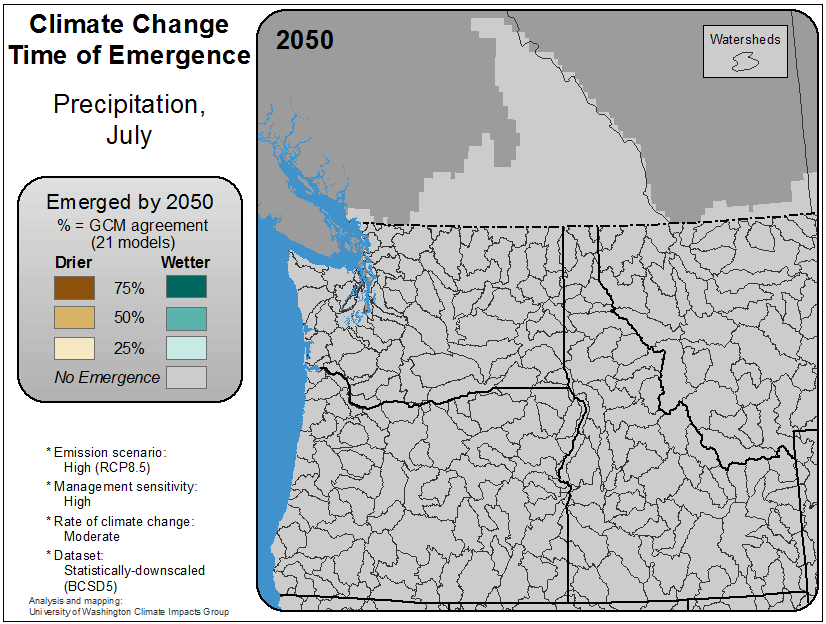 Climate Change
Time of Emergence
Precipitation,
July
Emerged by 2050
% = GCM agreement
(21 models)
Drier Wetter
75%
50%
25%
No Emergence
* Emission scenario:
High (RCP8.5)
* Management sensitivity:
High
* Rate of climate change:
Moderate
* Dataset:
Statistically-downscaled
(BCSD5)
Analysis and mapping:
University of Washington Climate Impacts Group
2050
Watersheds